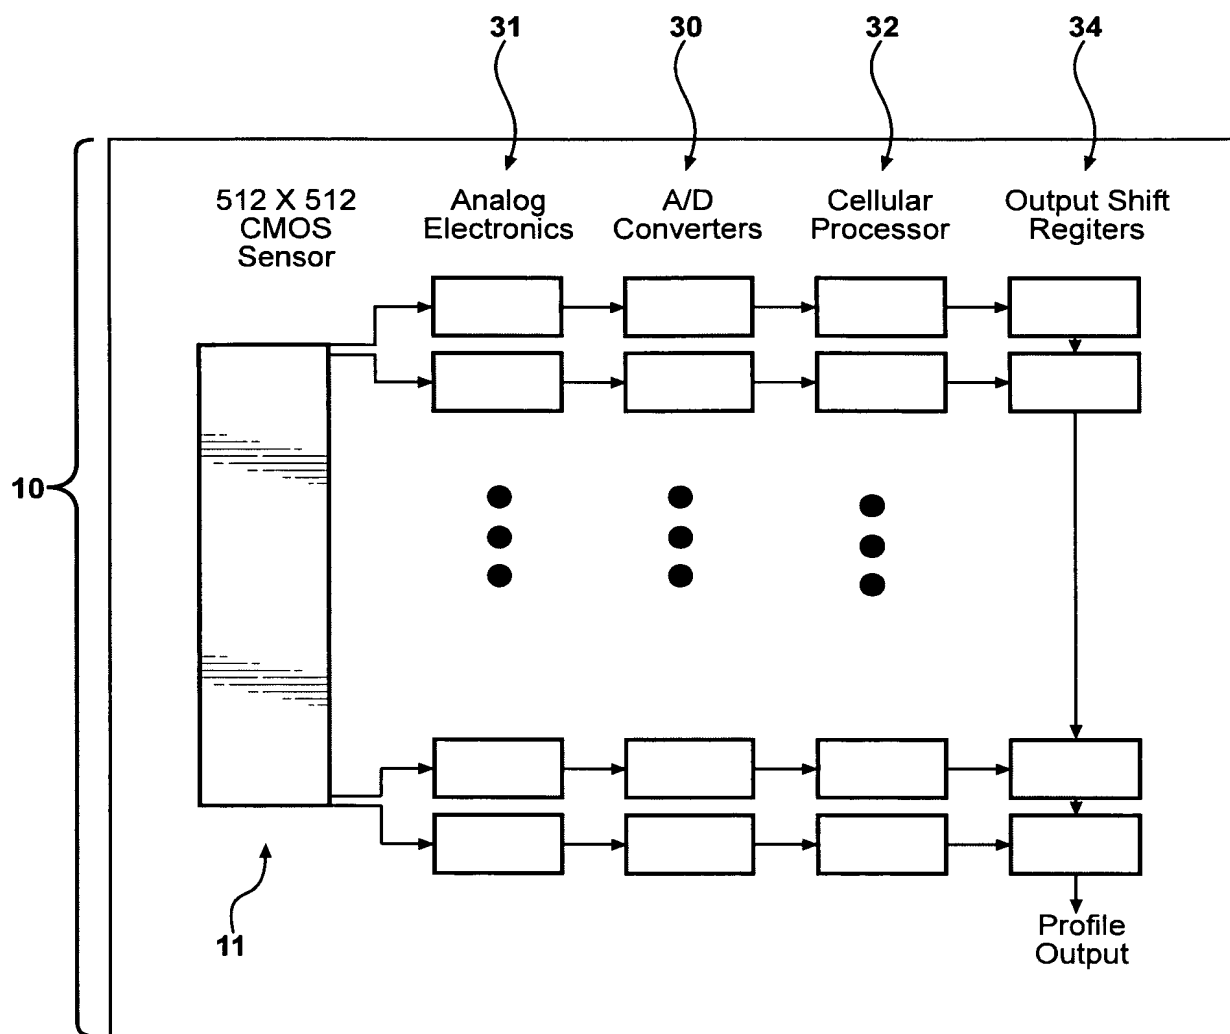 31
30
32
34
512 X 512
CMOS
Sensor
Analog
Electronics
A/D
Converters
Cellular
Processor
Output Shift
Regiters
10
11
Profile
Output